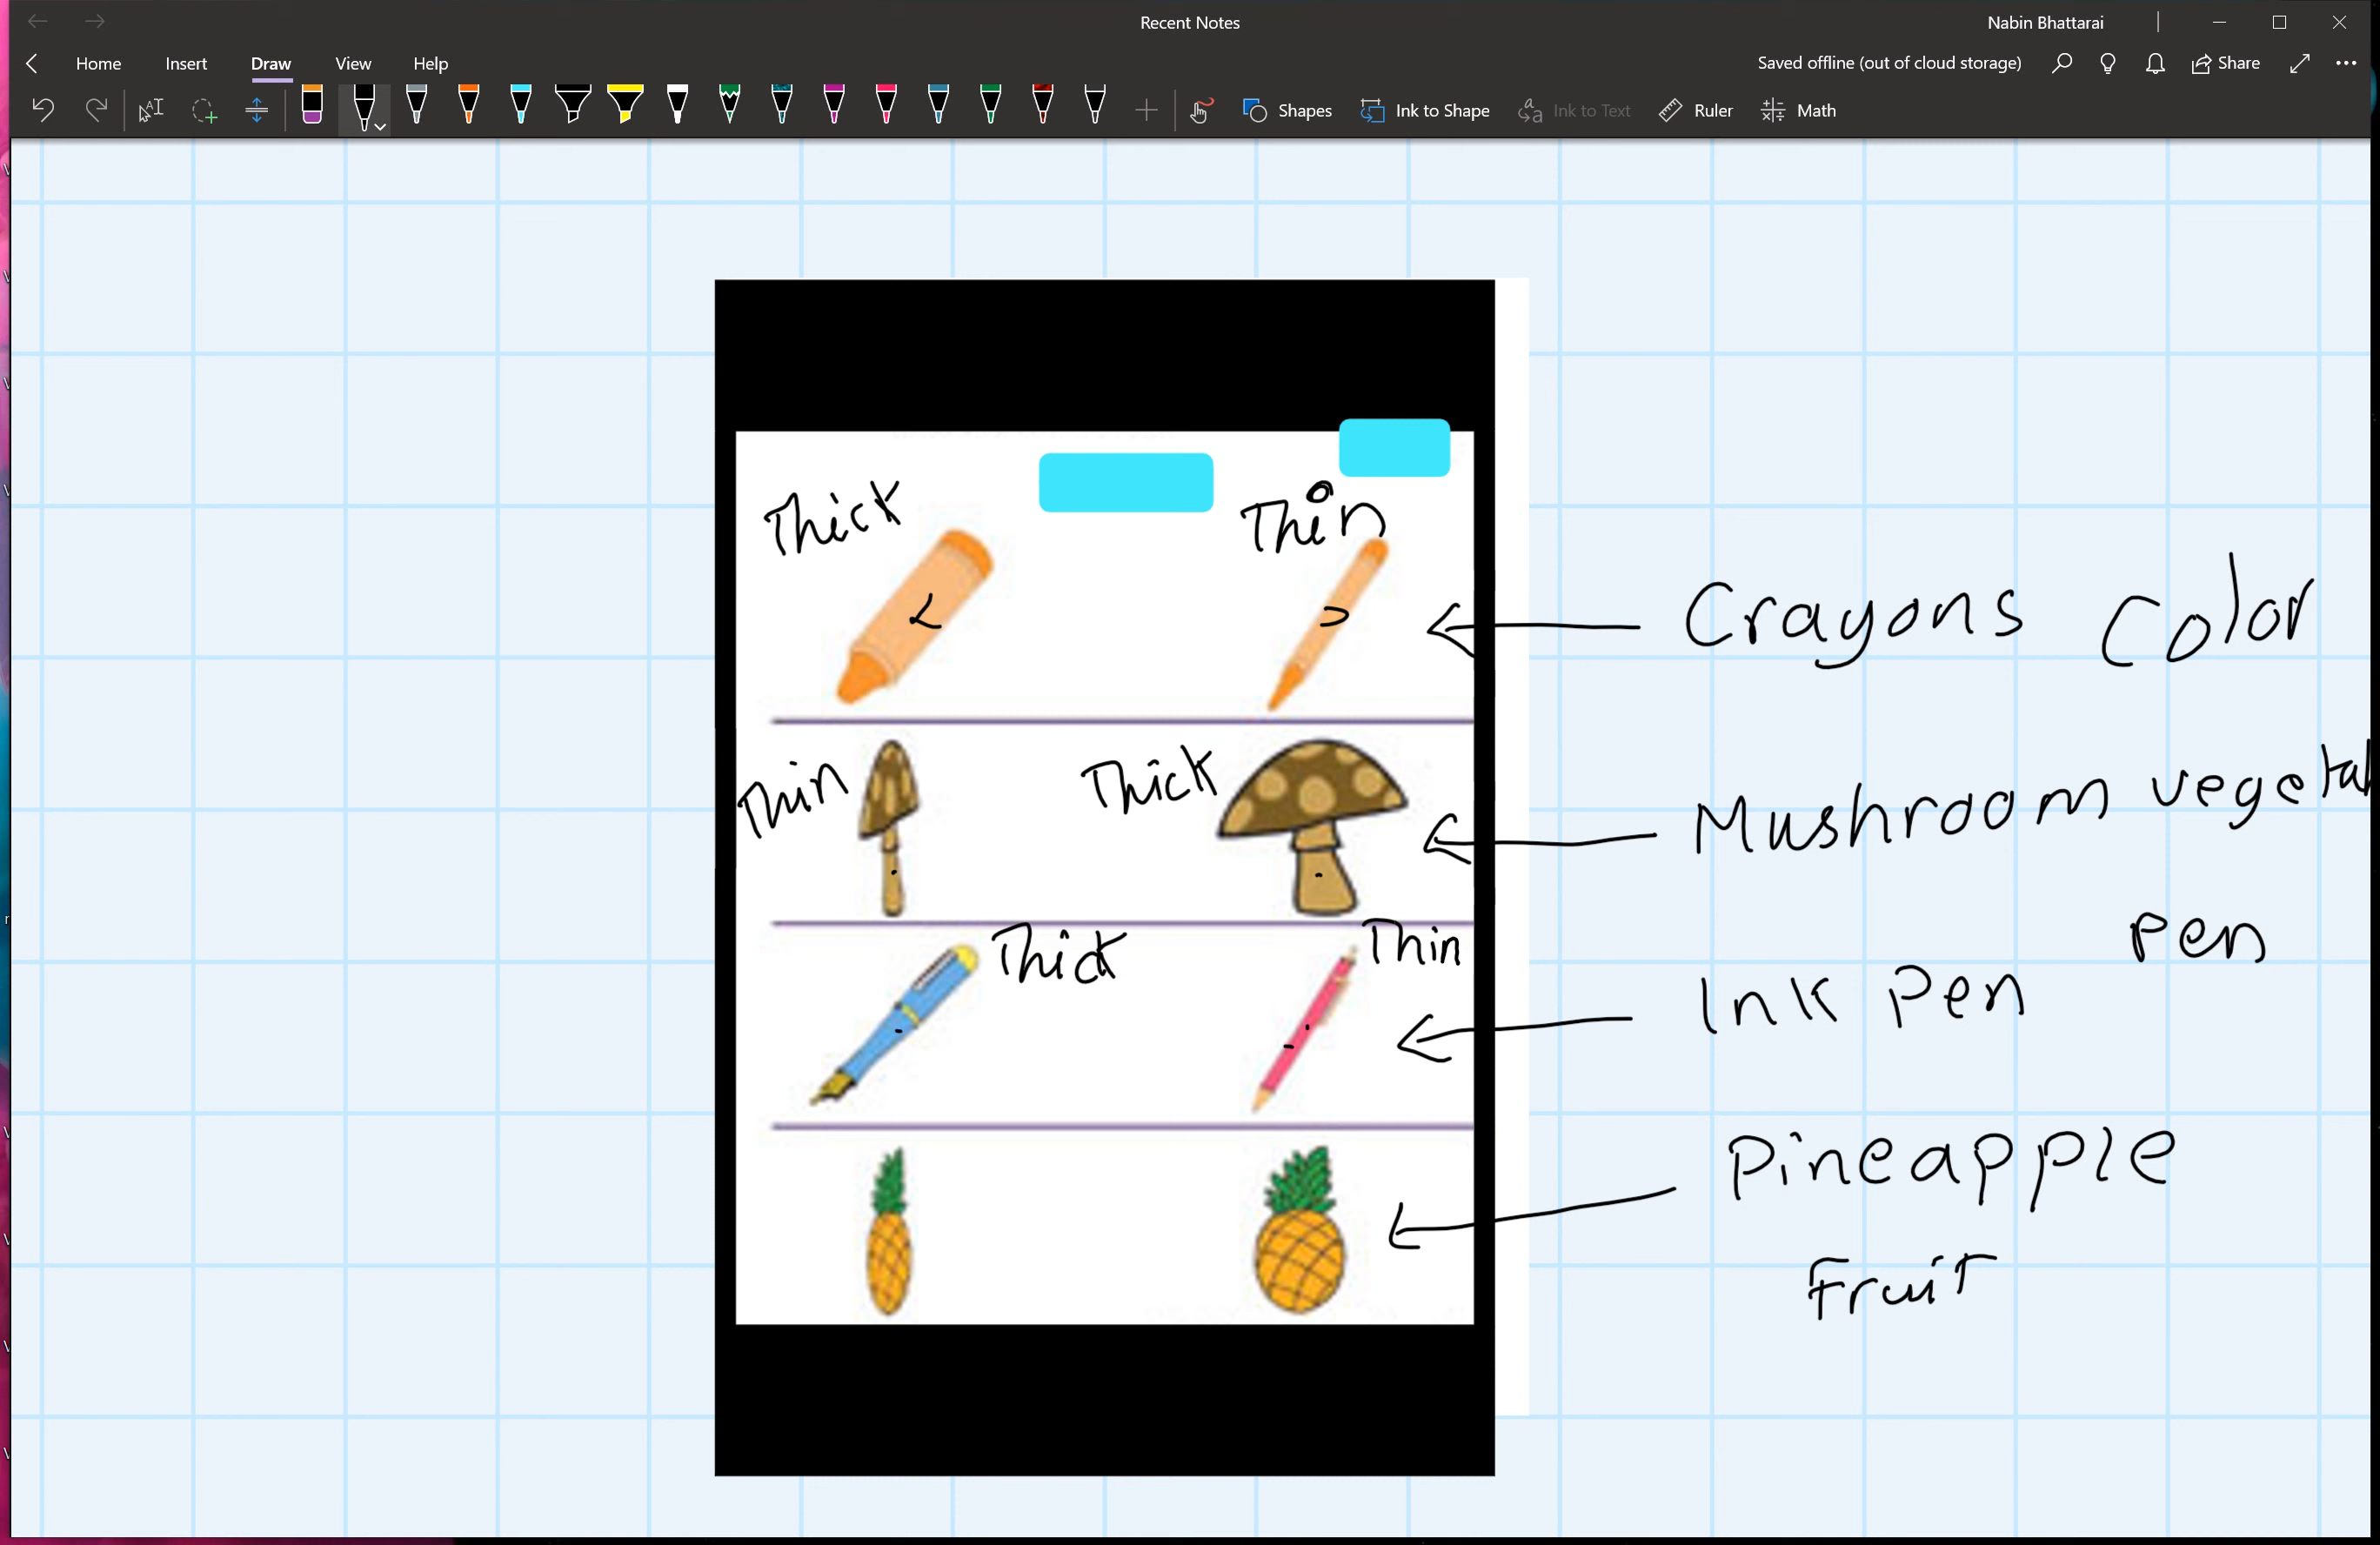 Recent Notes
Nabin Bhattarai
Home Insert Draw View Help
Saved offline (out of cloud storage)
Share
Shapes
Ink to Shape
Ink to Text
Ruler
Math
Thick
Thin
Crayons Color
Thin
Thick
Mushroom vegetal
Thick
Thin
Pen
Ink Pen
Pineapple
Fruit